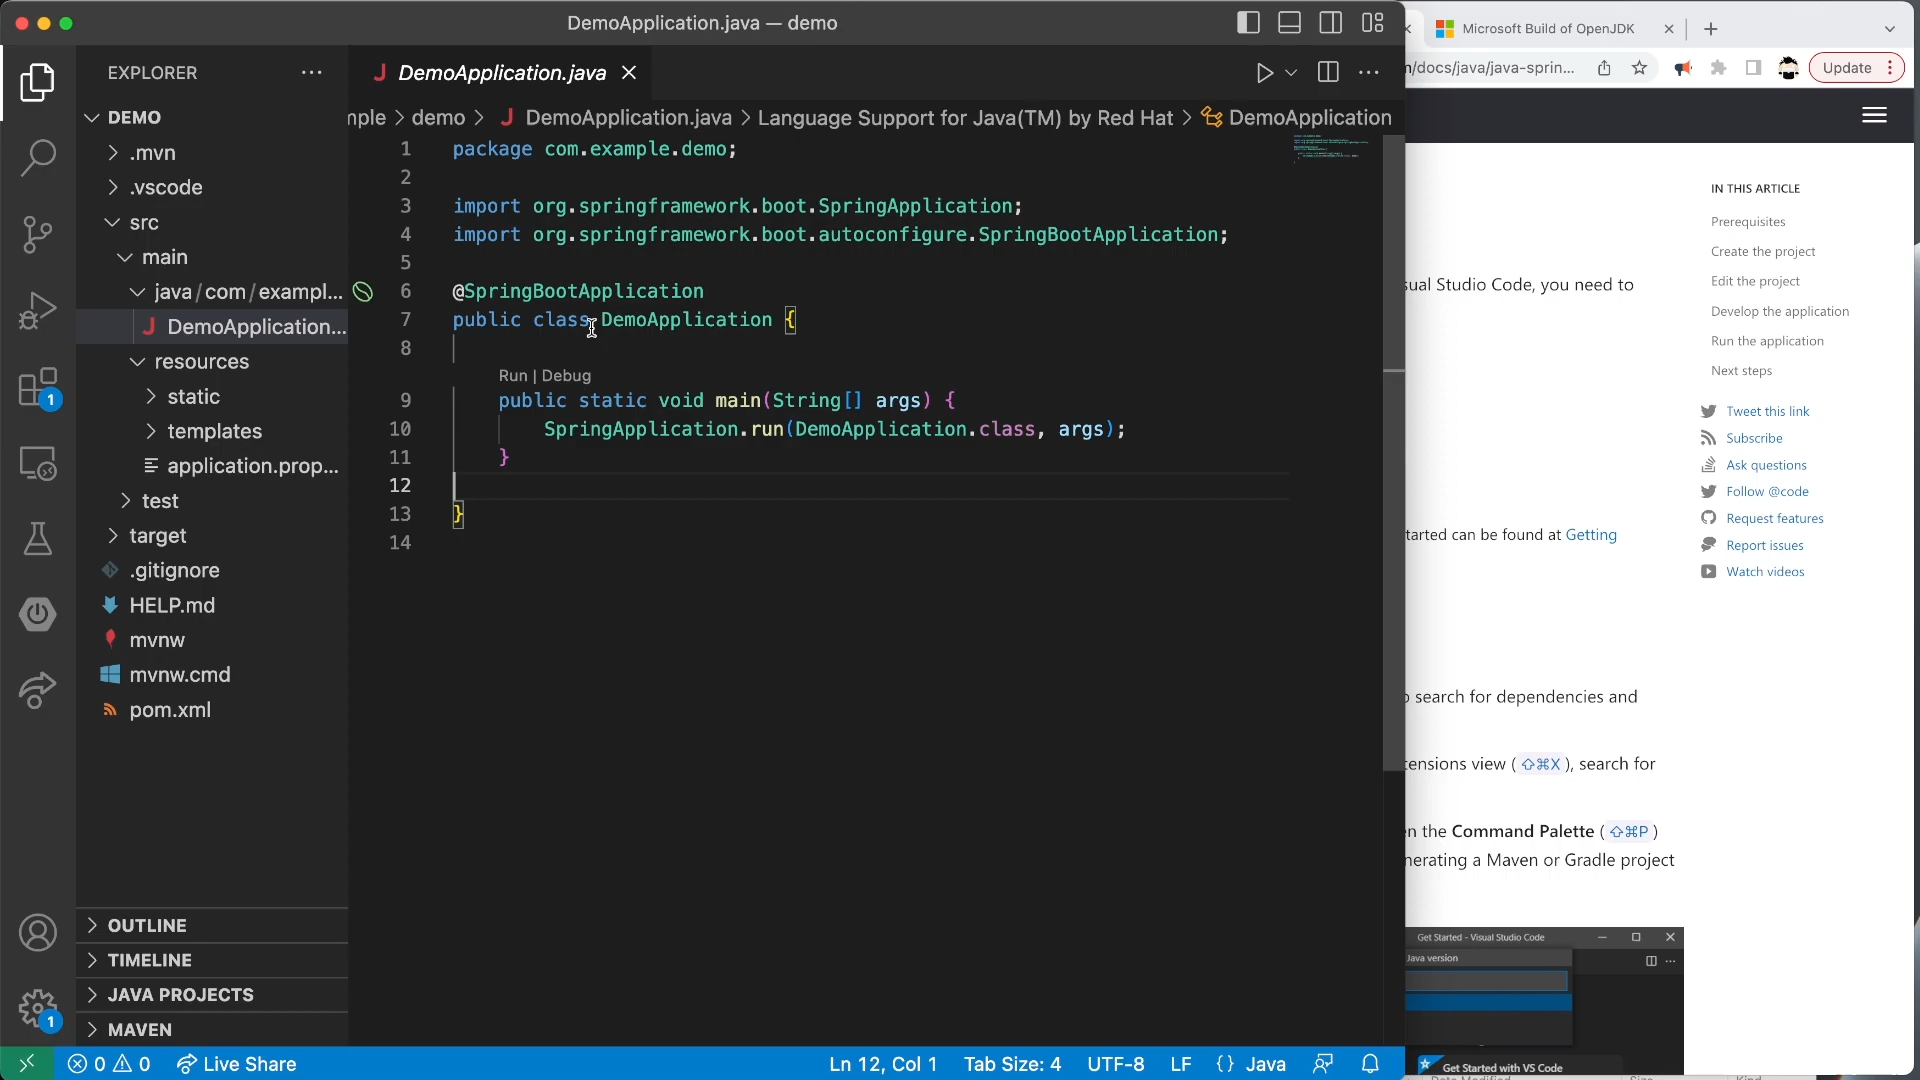 DemoApplication.java — demo
EXPLORER
DEMO
.mvn
.vscode
src
main
java/com/exampl...
DemoApplication...
resources
static
templates
application.prop...
test
target
.gitignore
HELP.md
mvnw
mvnw.cmd
pom.xml
OUTLINE
TIMELINE
JAVA PROJECTS
MAVEN
1
1
DemoApplication.java
mple > demo > DemoApplication.java > Language Support for Java(TM) by Red Hat > DemoApplication
1 package com.example.demo;
2
3 import org.springframework.boot.SpringApplication;
4 import org.springframework.boot.autoconfigure.SpringBootApplication;
5
6 @SpringBootApplication
7 public class DemoApplication {
8
Run | Debug
9 public static void main(String[] args) {
10 SpringApplication.run(DemoApplication.class, args);
11 }
12
13 }
14
0 0 Live Share
Ln 12, Col 1 Tab Size: 4 UTF-8 LF {} Java
Microsoft Build of OpenJDK
/docs/java/java-sprin...
Update
IN THIS ARTICLE
Prerequisites
Create the project
Edit the project
Develop the application
Run the application
Next steps
Tweet this link
Subscribe
Ask questions
Follow @code
Request features
Report issues
Watch videos
sual Studio Code, you need to
tarted can be found at Getting
search for dependencies and
tensions view (⇧⌘X), search for
en the Command Palette (⇧⌘P)
nerating a Maven or Gradle project
Get Started - Visual Studio Code
Java version
Get Started with VS Code